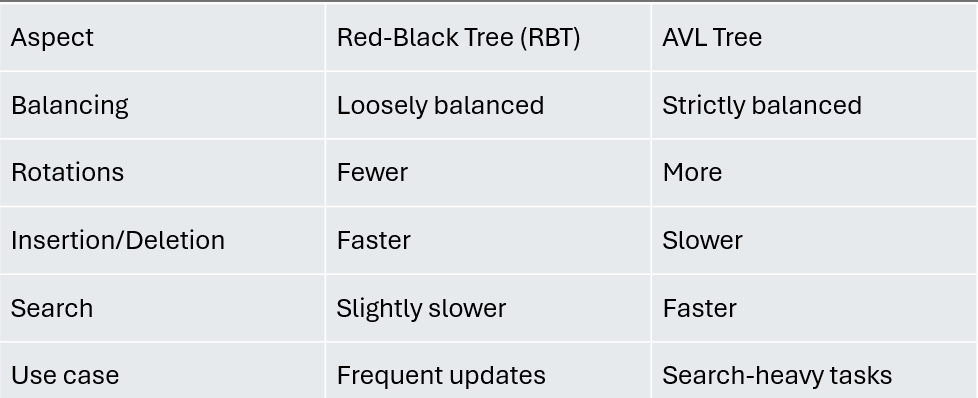 Aspect Red-Black Tree (RBT) AVL Tree
Balancing Loosely balanced Strictly balanced
Rotations Fewer More
Insertion/Deletion Faster Slower
Search Slightly slower Faster
Use case Frequent updates Search-heavy tasks